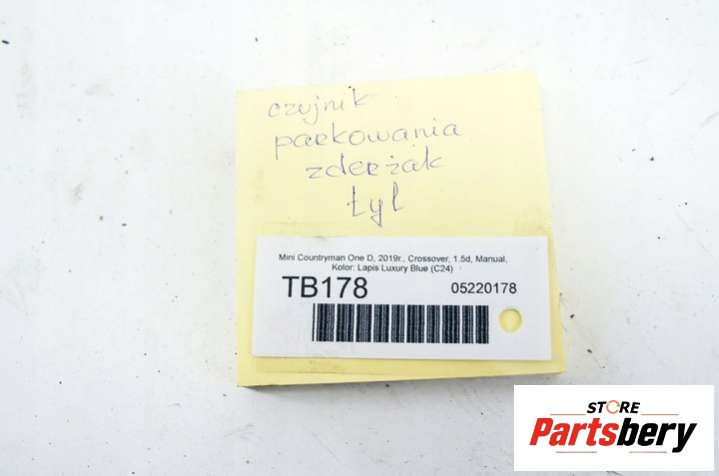 czujnik
parkowania
zderżak
tył
Mini Countryman One D, 2019r., Crossover, 1.5d, Manual,
Kolor: Lapis Luxury Blue (C24)
TB178 05220178
STORE
Partsbery